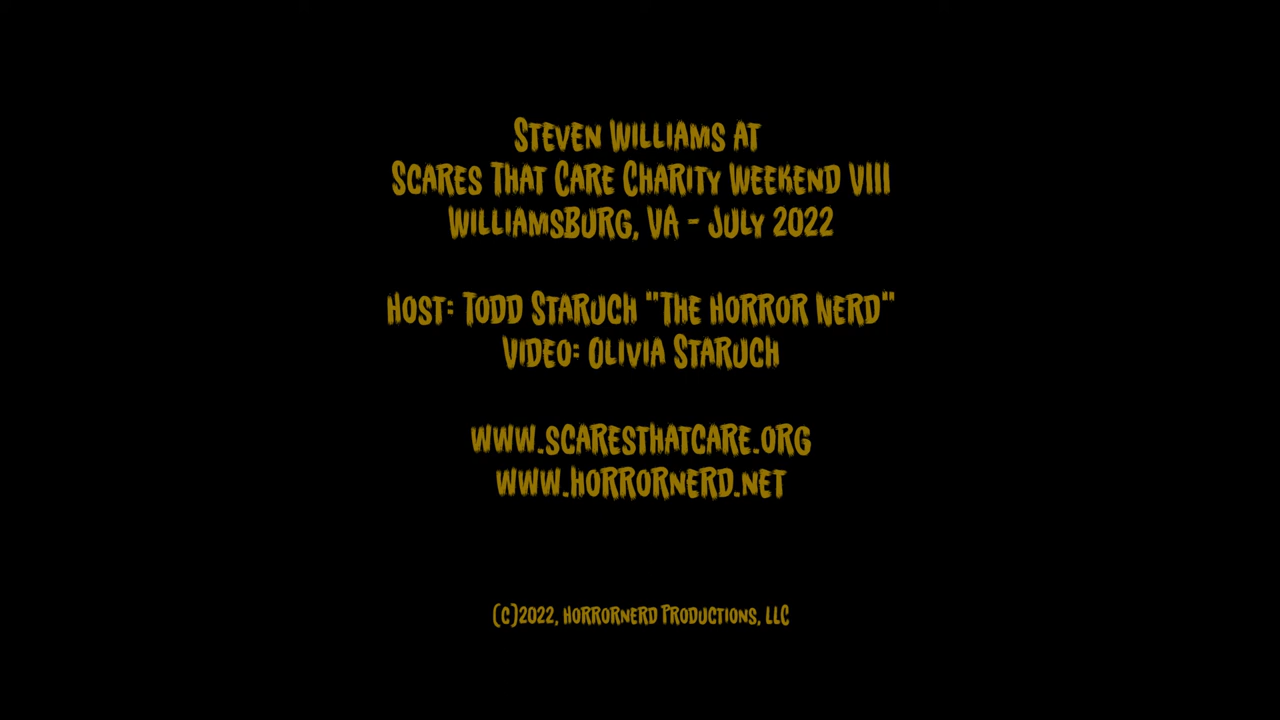 Steven Williams at
Scares That Care Charity Weekend VIII
Williamsburg, VA - July 2022
Host: Todd Staruch "The Horror Nerd"
Video: Olivia Staruch
www.scaresthatcare.org
www.horrornerd.net
(c)2022, HorrorNerd Productions, LLC